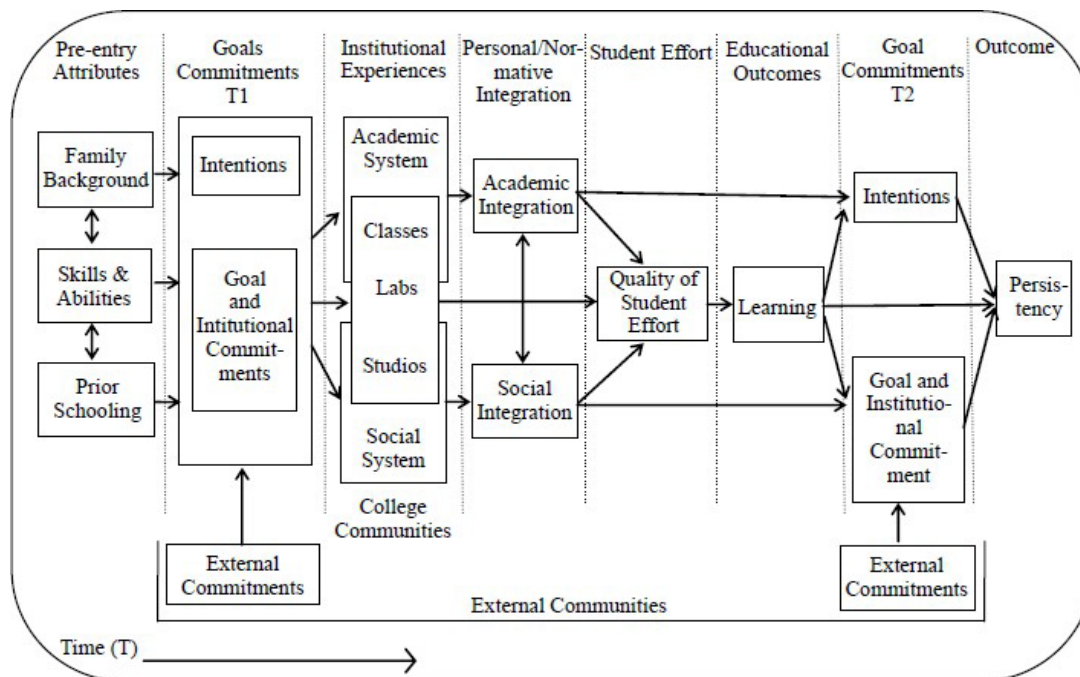 Pre-entry
Attributes
Goals
Commitments
T1
Institutional
Experiences
Personal/Nor-
mative
Integration
Student Effort
Educational
Outcomes
Goal
Commitments
T2
Outcome
Family
Background
Skills &
Abilities
Prior
Schooling
Intentions
Goal
and
Intitutional
Commit-
ments
Academic
System
Classes
Labs
Studios
Social
System
College
Communities
Academic
Integration
Social
Integration
Quality of
Student
Effort
Learning
Intentions
Goal and
Institutio-
nal
Commit-
ment
Persis-
tency
External
Commitments
External
Commitments
External Communities
Time (T)